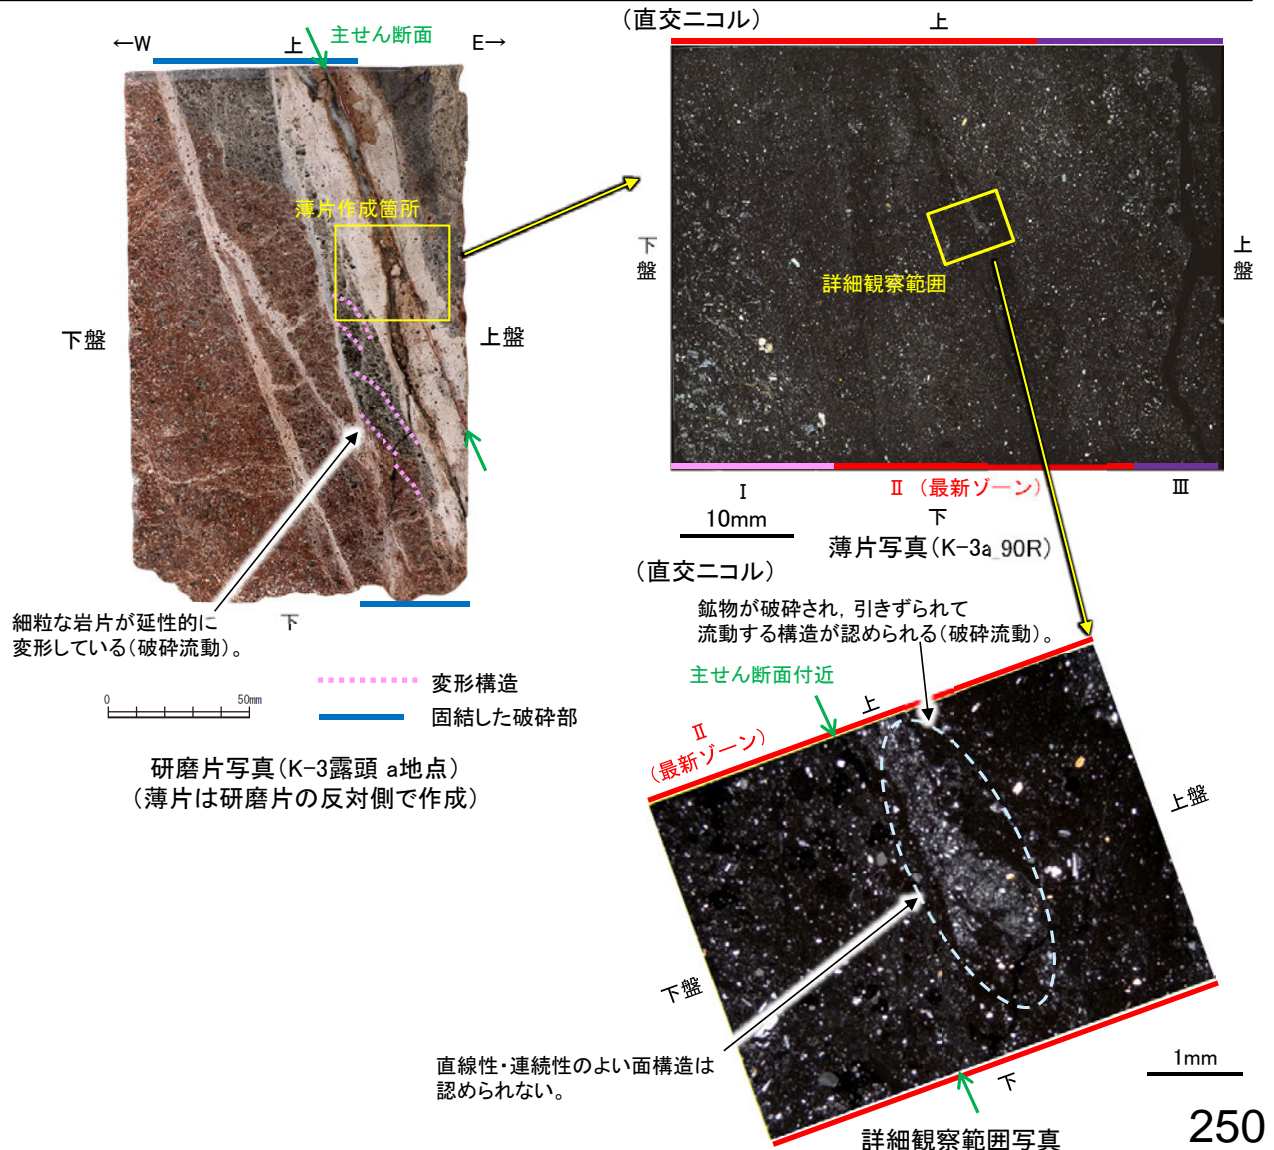 ←W
上
主せん断面
E→
薄片作成箇所
下盤
上盤
細粒な岩片が延性的に
変形している(破砕流動)。
下
0
50mm
変形構造
固結した破砕部
研磨片写真(K-3露頭 a地点)
(薄片は研磨片の反対側で作成)
(直交ニコル)
上
下
盤
上
盤
詳細観察範囲
Ⅰ
Ⅱ (最新ゾーン)
Ⅲ
10mm
下
薄片写真(K-3a_90R)
(直交ニコル)
鉱物が破砕され,引きずられて
流動する構造が認められる(破砕流動)。
主せん断面付近
上
Ⅱ
(最新ゾーン)
上盤
下盤
直線性・連続性のよい面構造は
認められない。
下
1mm
詳細観察範囲写真
250